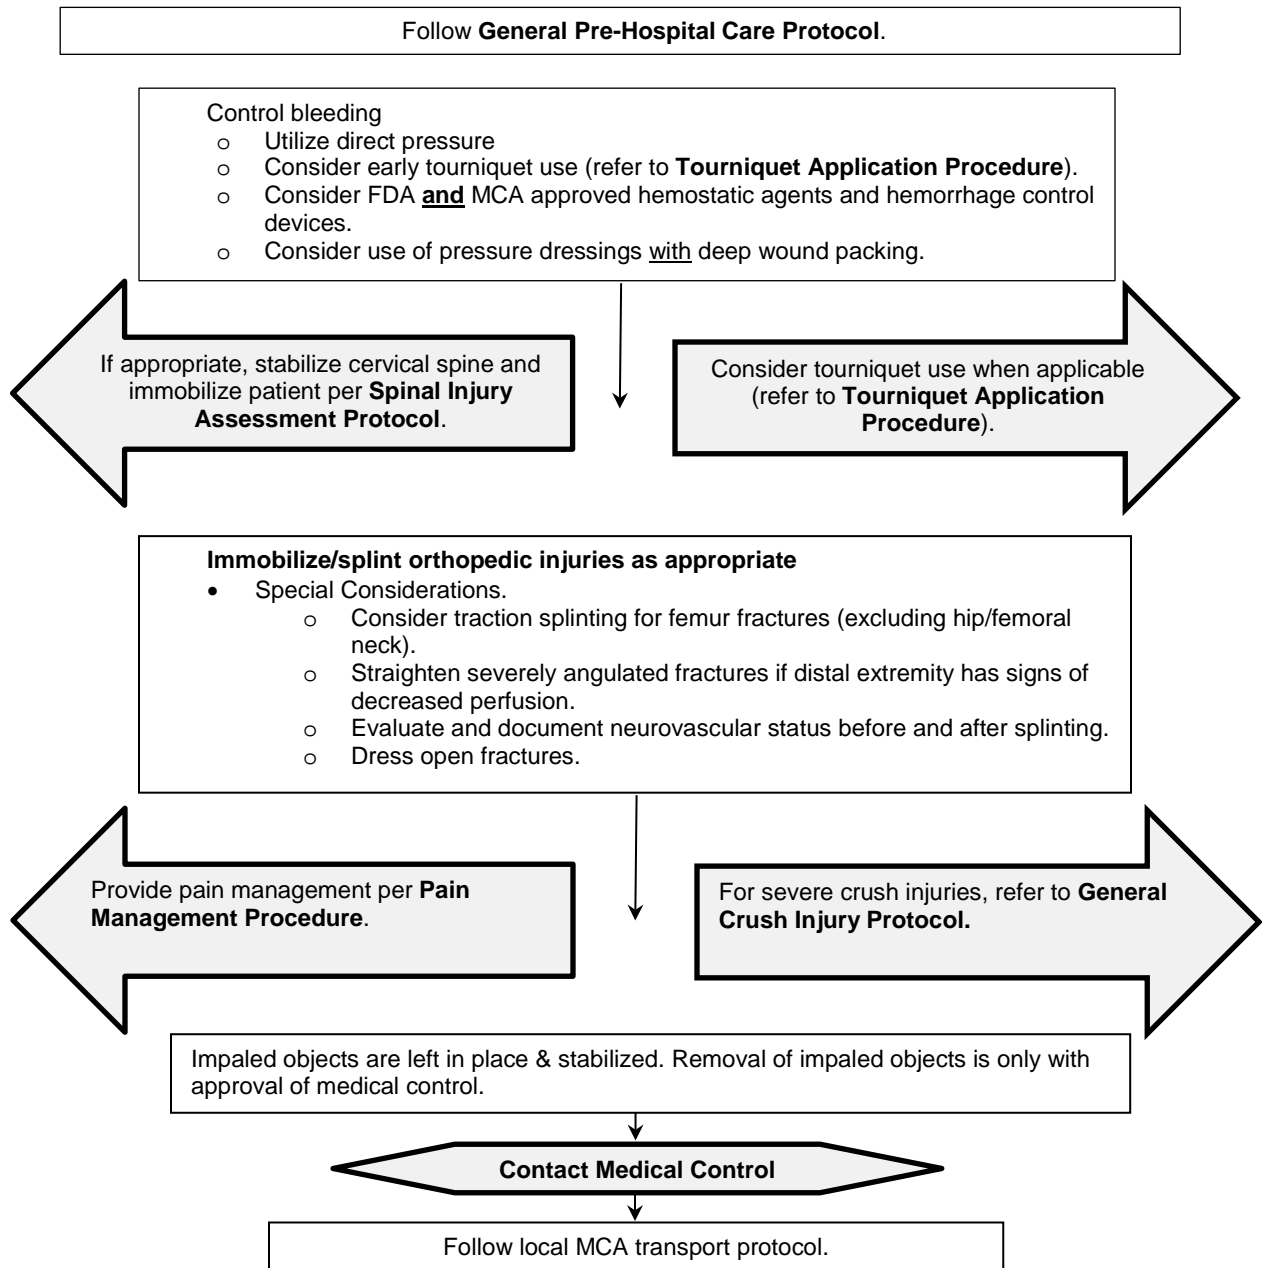 Follow General Pre-Hospital Care Protocol.
Control bleeding
o Utilize direct pressure
o Consider early tourniquet use (refer to Tourniquet Application Procedure).
o Consider FDA and MCA approved hemostatic agents and hemorrhage control
devices.
o Consider use of pressure dressings with deep wound packing.
If appropriate, stabilize cervical spine and
immobilize patient per Spinal Injury
Assessment Protocol.
Consider tourniquet use when applicable
(refer to Tourniquet Application
Procedure).
Immobilize/splint orthopedic injuries as appropriate
• Special Considerations.
o Consider traction splinting for femur fractures (excluding hip/femoral
neck).
o Straighten severely angulated fractures if distal extremity has signs of
decreased perfusion.
o Evaluate and document neurovascular status before and after splinting.
o Dress open fractures.
Provide pain management per Pain
Management Procedure.
For severe crush injuries, refer to General
Crush Injury Protocol.
Impaled objects are left in place & stabilized. Removal of impaled objects is only with
approval of medical control.
Contact Medical Control
Follow local MCA transport protocol.